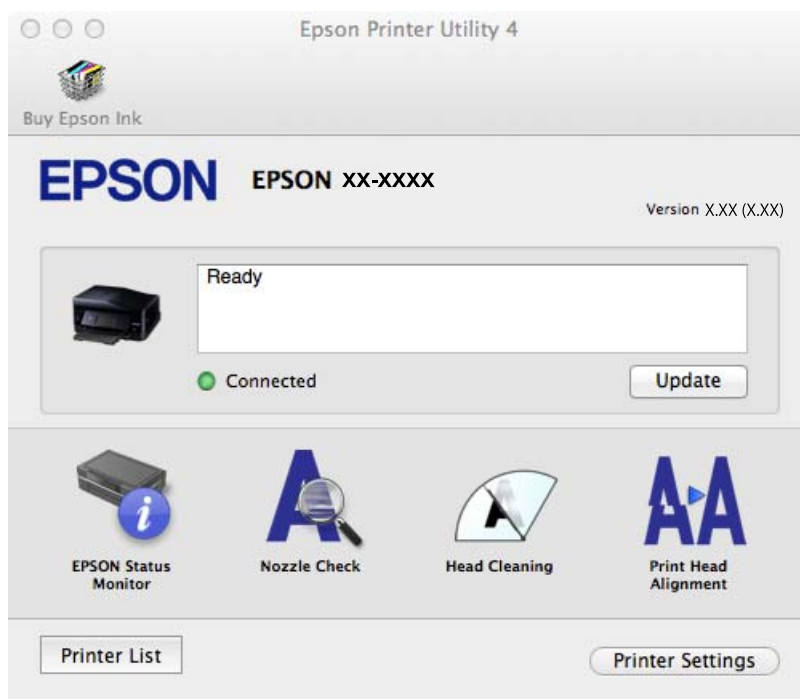 Epson Printer Utility 4
Buy Epson Ink
EPSON
EPSON XX-XXXX
Version X.XX (X.XX)
Ready
Connected
Update
EPSON Status
Monitor
Nozzle Check
Head Cleaning
Print Head
Alignment
Printer List
Printer Settings